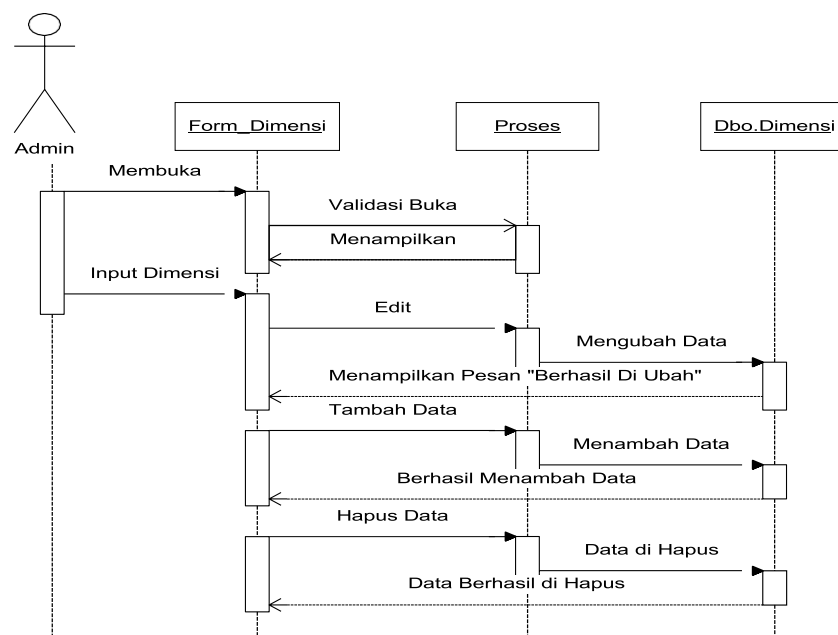 Form_Dimensi
Proses
Dbo.Dimensi
Admin
Membuka
Validasi Buka
Menampilkan
Input Dimensi
Edit
Mengubah Data
Menampilkan Pesan "Berhasil Di Ubah"
Tambah Data
Menambah Data
Berhasil Menambah Data
Hapus Data
Data di Hapus
Data Berhasil di Hapus